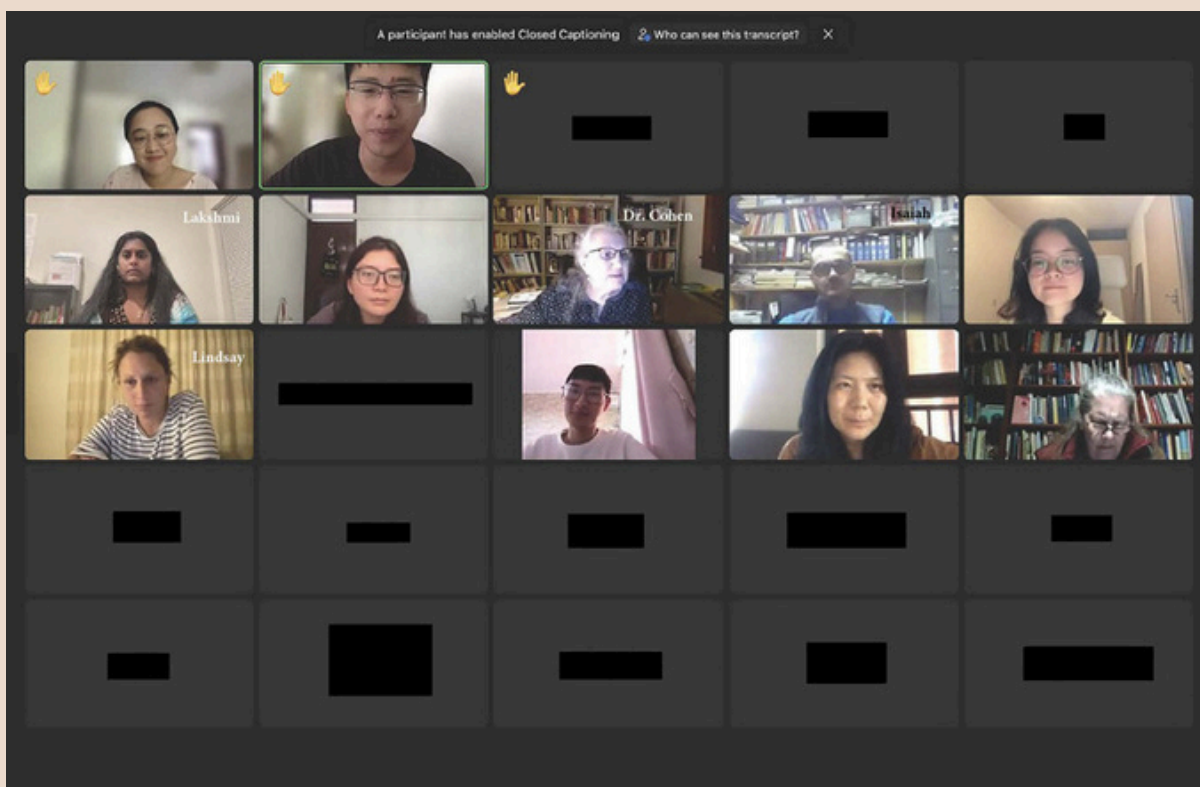 A participant has enabled Closed Captioning Who can see this transcript?
Lakshmi
Dr. Cohen
Isaiah
Lindsay